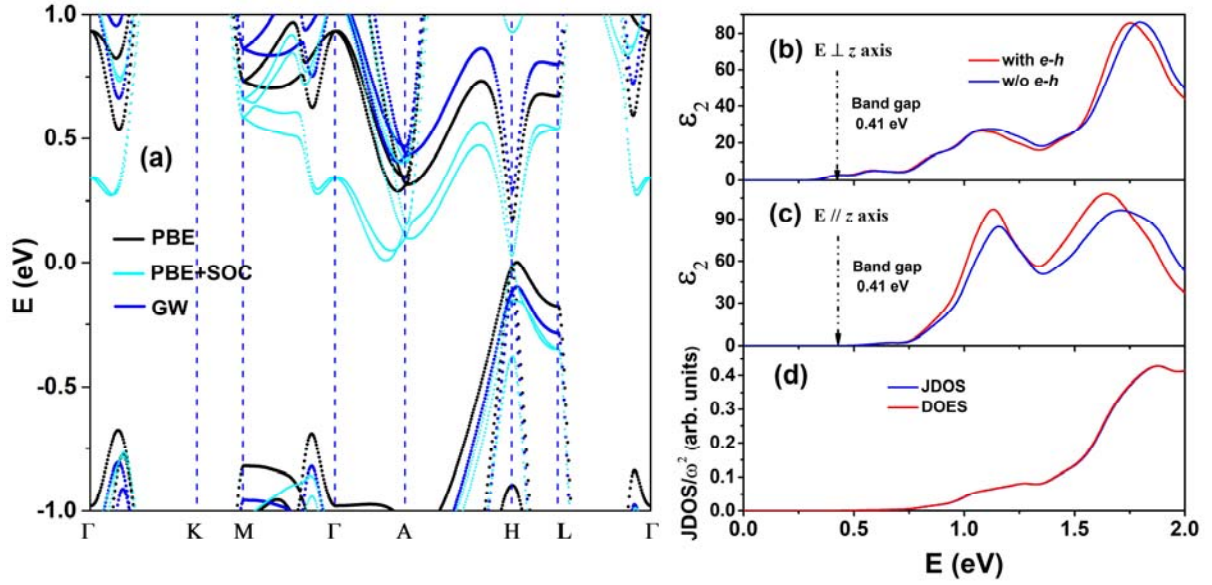 (a)
E (eV)
1.0
0.5
0.0
-0.5
-1.0
PBE
PBE+SOC
GW
Γ K M Γ A H L Γ
(b)
E ⊥ z axis
with e-h
w/o e-h
Band gap
0.41 eV
ε₂
80
60
40
20
0
(c)
E // z axis
Band gap
0.41 eV
ε₂
90
60
30
0
(d)
JDOS
DOES
JDOS/ω² (arb. units)
0.4
0.3
0.2
0.1
0.0
0.0 0.5 1.0 1.5 2.0
E (eV)